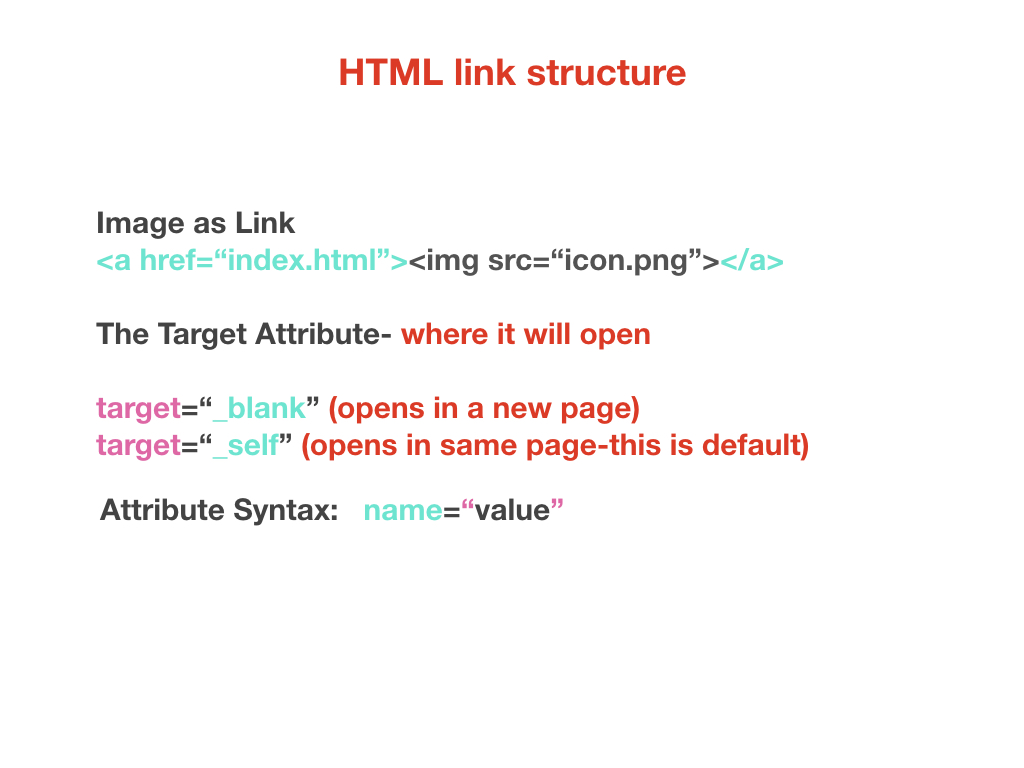 HTML link structure
Image as Link
<a href=“index.html”><img src=“icon.png”></a>
The Target Attribute- where it will open
target=“_blank” (opens in a new page)
target=“_self” (opens in same page-this is default)
Attribute Syntax: name=“value”